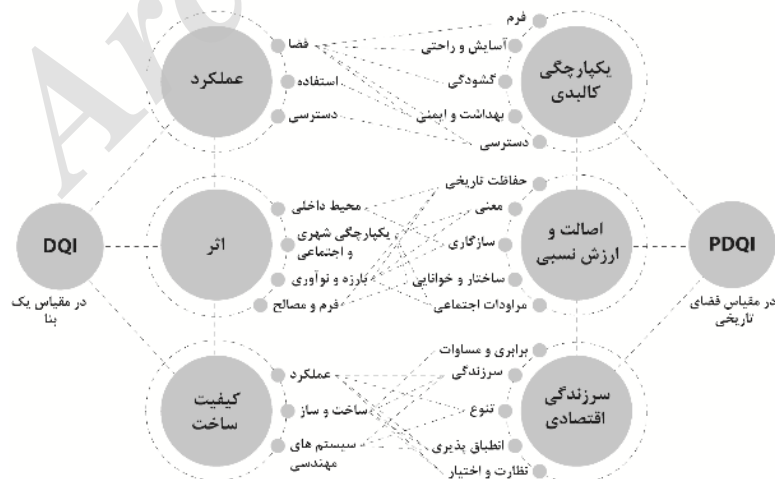 Arc
فرم
آسایش و راحتی
گشودگی
بهداشت و ایمنی
دسترسی
یکپارچگی
کالبدی
فضا
استفاده
دسترسی
عملکرد
حفاظت تاریخی
معنی
سازگاری
ساختار و خوانایی
مراودات اجتماعی
اصالت و
ارزش نسبی
PDQI
در مقیاس فضای
تاریخی
محیط داخلی
یکپارچگی شهری
و اجتماعی
بارزه و نوآوری
فرم و مصالح
اثر
DQI
در مقیاس یک
بنا
برابری و مساوات
سرزندگی
تنوع
انطباق پذیری
نظارت و اختیار
سرزندگی
اقتصادی
عملکرد
ساخت و ساز
سیستم های
مهندسی
کیفیت
ساخت